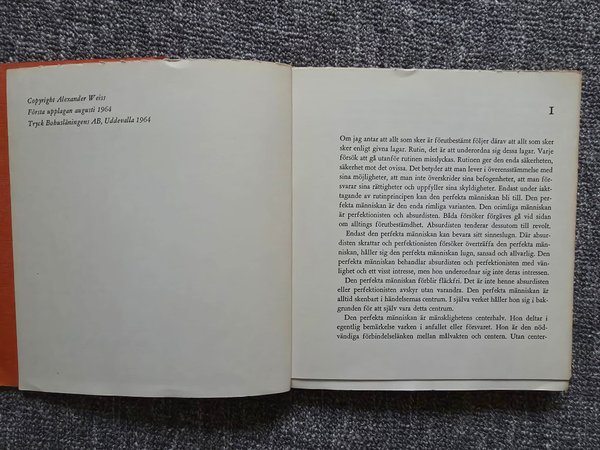 Copyright Alexander Weiss
Första upplagan augusti 1964
Tryck Bohusläningens AB, Uddevalla 1964
I
Om jag antar att allt som sker är förutbestämt följer därav att allt som sker
sker enligt givna lagar. Rutin, det är att underordna sig dessa lagar. Varje
försök att gå utanför rutinen misslyckas. Rutinen ger den enda säkerheten,
säkerhet mot det ovissa. Det betyder att man lever i överensstämmelse med
sina möjligheter, att man inte överskrider sina befogenheter, att man för-
svarar sina rättigheter och uppfyller sina skyldigheter. Endast under iakt-
tagande av rutinprincipen kan den perfekta människan bli till. Den per-
fekta människan är den enda rimliga varianten. Den orimliga människan
är perfektionisten och absurdisten. Båda försöker förgäves gå vid sidan
om alltings förutbestämdhet. Absurdisten tenderar dessutom till revolt.
Endast den perfekta människan kan bevara sitt sinneslugn. Där absur-
disten skrattar och perfektionisten försöker överträffa den perfekta män-
niskan, håller sig den perfekta människan lugn, sansad och allvarlig. Den
perfekta människan behandlar absurdisten och perfektionisten med vän-
lighet och ett visst intresse, men hon underordnar sig inte deras intressen.
Den perfekta människan förblir fläckfri. Det är inte henne absurdisten
eller perfektionisten avskyr utan varandra. Den perfekta människan är
alltid skenbart i händelsernas centrum. I själva verket håller hon sig i bak-
grunden för att själv vara detta centrum.
Den perfekta människan är mänsklighetens centerhalv. Hon deltar i
egentlig bemärkelse varken i anfallet eller försvaret. Hon är den nöd-
vändiga förbindelselänken mellan målvakten och centern. Utan center-